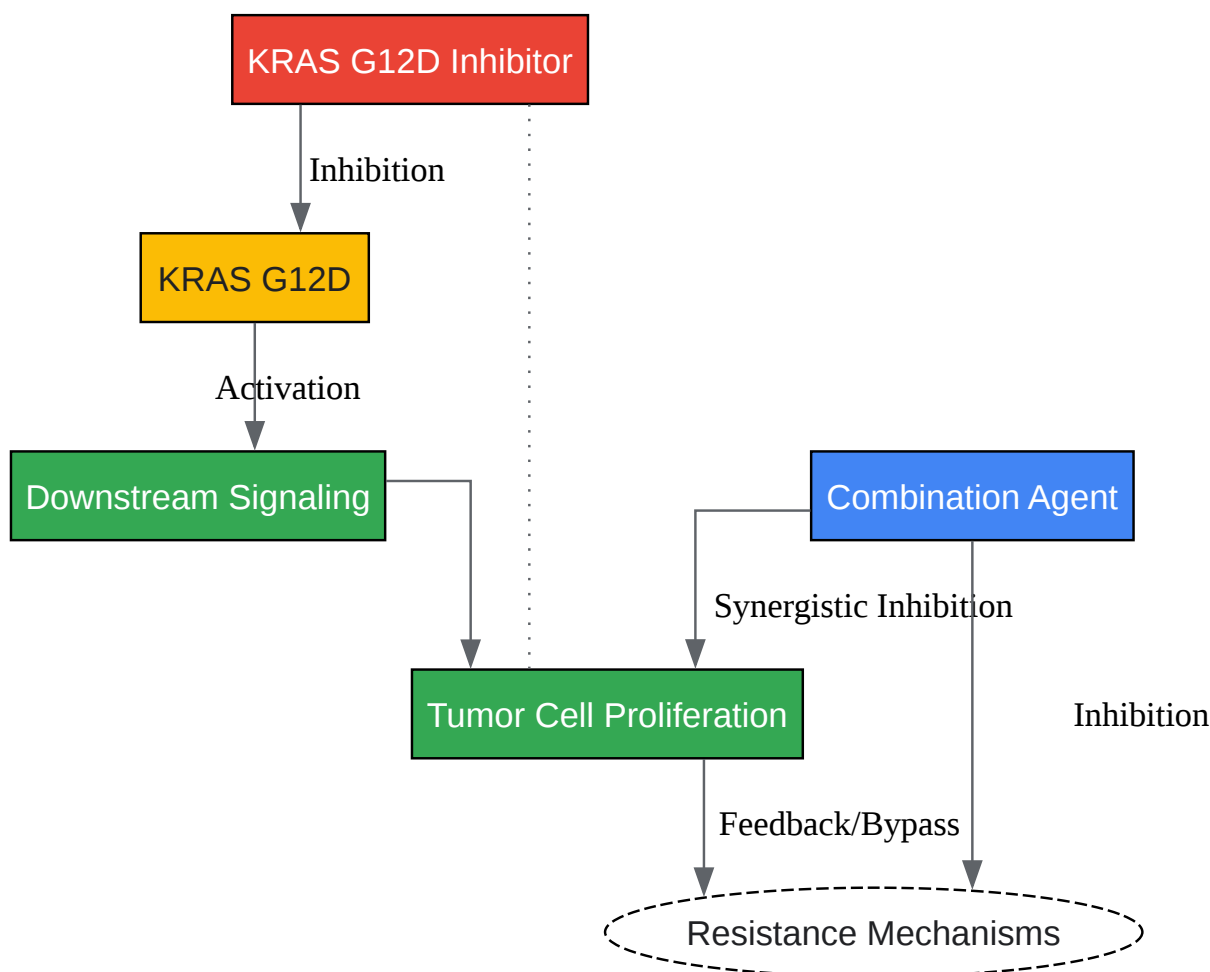 KRAS G12D Inhibitor
Inhibition
KRAS G12D
Activation
Downstream Signaling
Combination Agent
Synergistic Inhibition
Tumor Cell Proliferation
Inhibition
Feedback/Bypass
Resistance Mechanisms